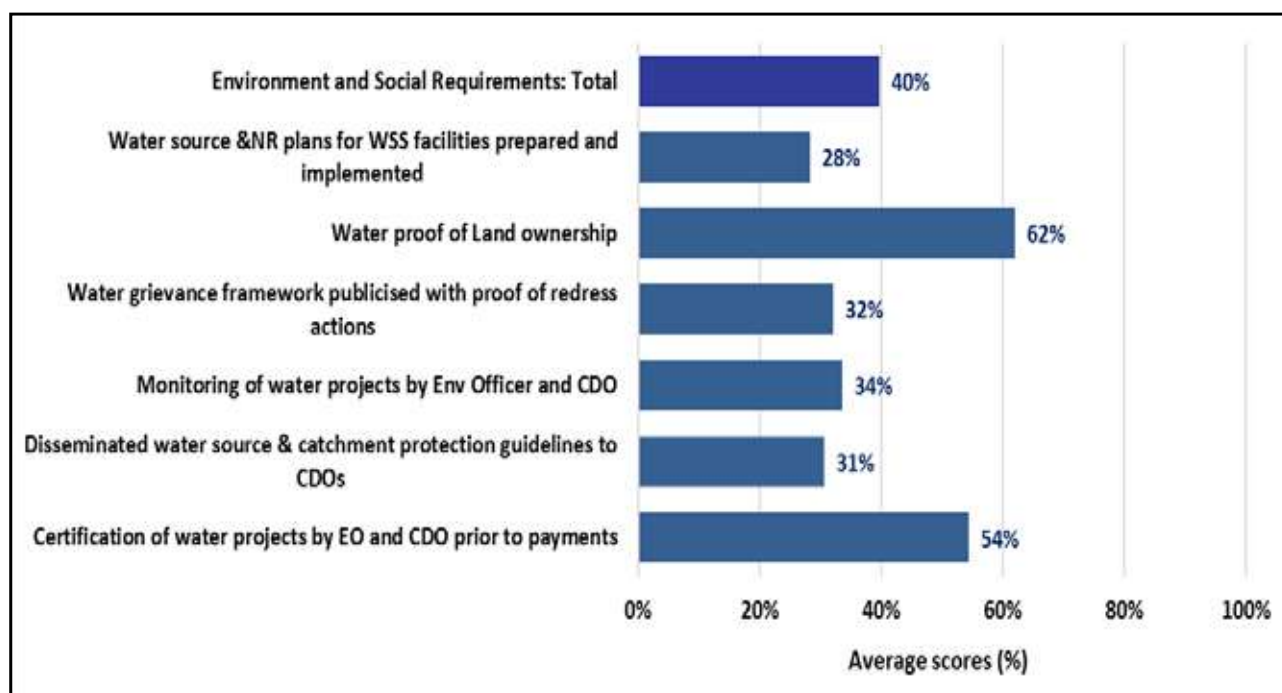 Environment and Social Requirements: Total
40%
Water source &NR plans for WSS facilities prepared and
implemented
28%
Water proof of Land ownership
62%
Water grievance framework publicised with proof of redress
actions
32%
Monitoring of water projects by Env Officer and CDO
34%
Disseminated water source & catchment protection guidelines to
CDOs
31%
Certification of water projects by EO and CDO prior to payments
54%
0% 20% 40% 60% 80% 100%
Average scores (%)